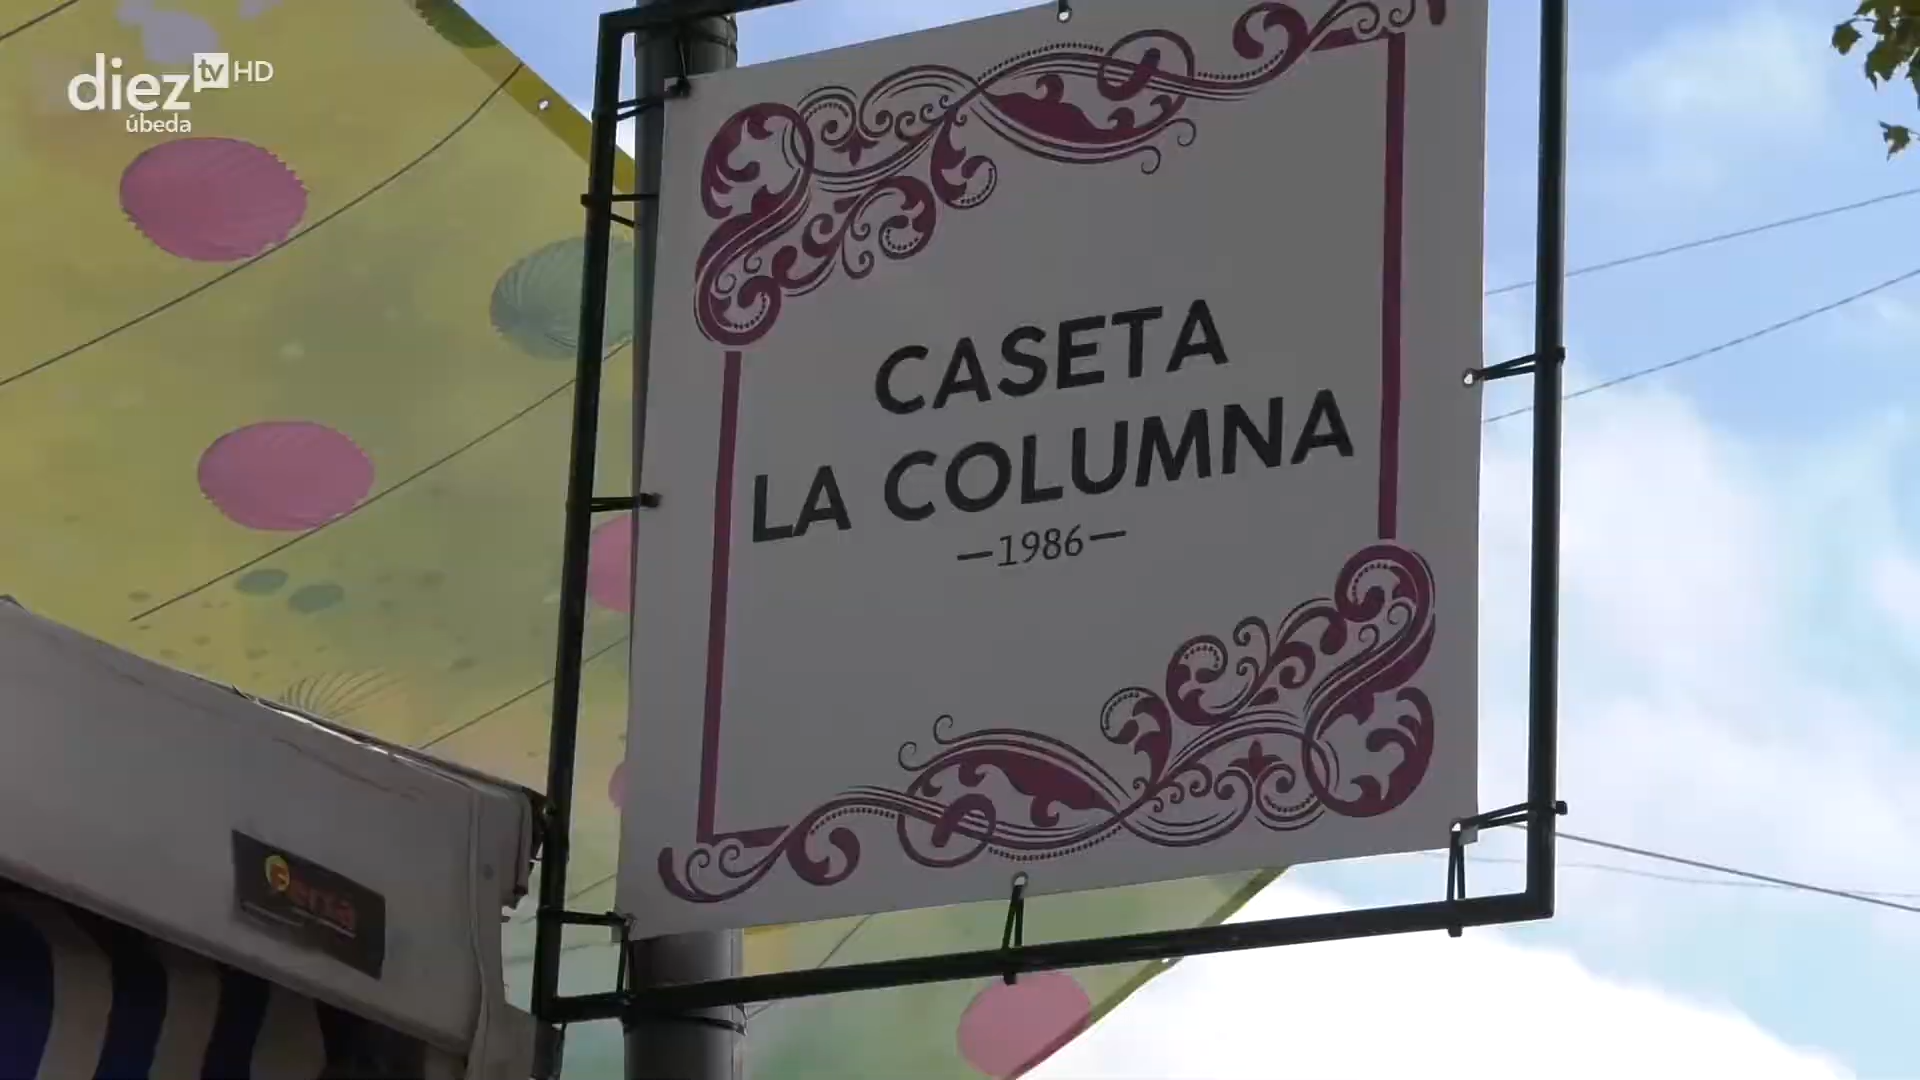 diez tv HD
úbeda
CASETA
LA COLUMNA
—1986—